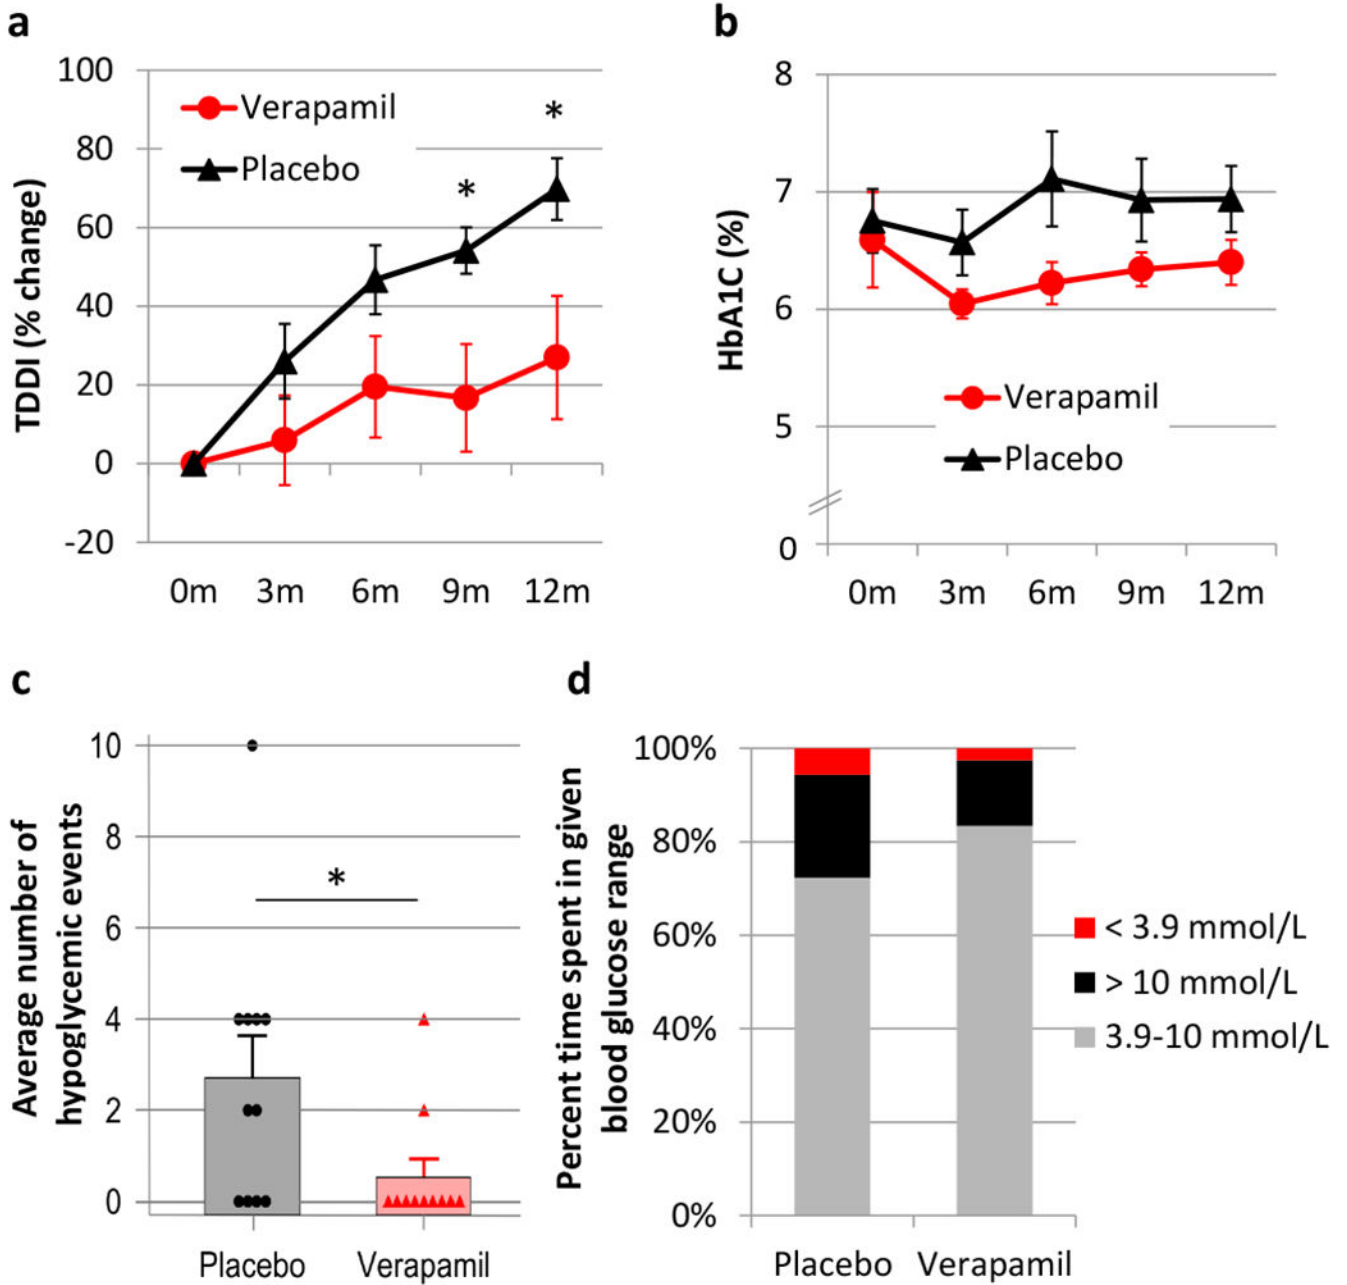 a
TDDI (% change)
100
80
60
40
20
0
-20
Verapamil
Placebo
*
*
0m 3m 6m 9m 12m
b
HbA1C (%)
8
7
6
5
0
Verapamil
Placebo
0m 3m 6m 9m 12m
c
Average number of
hypoglycemic events
10
8
6
4
2
0
*
Placebo Verapamil
d
Percent time spent in given
blood glucose range
100%
80%
60%
40%
20%
0%
< 3.9 mmol/L
> 10 mmol/L
3.9-10 mmol/L
Placebo Verapamil